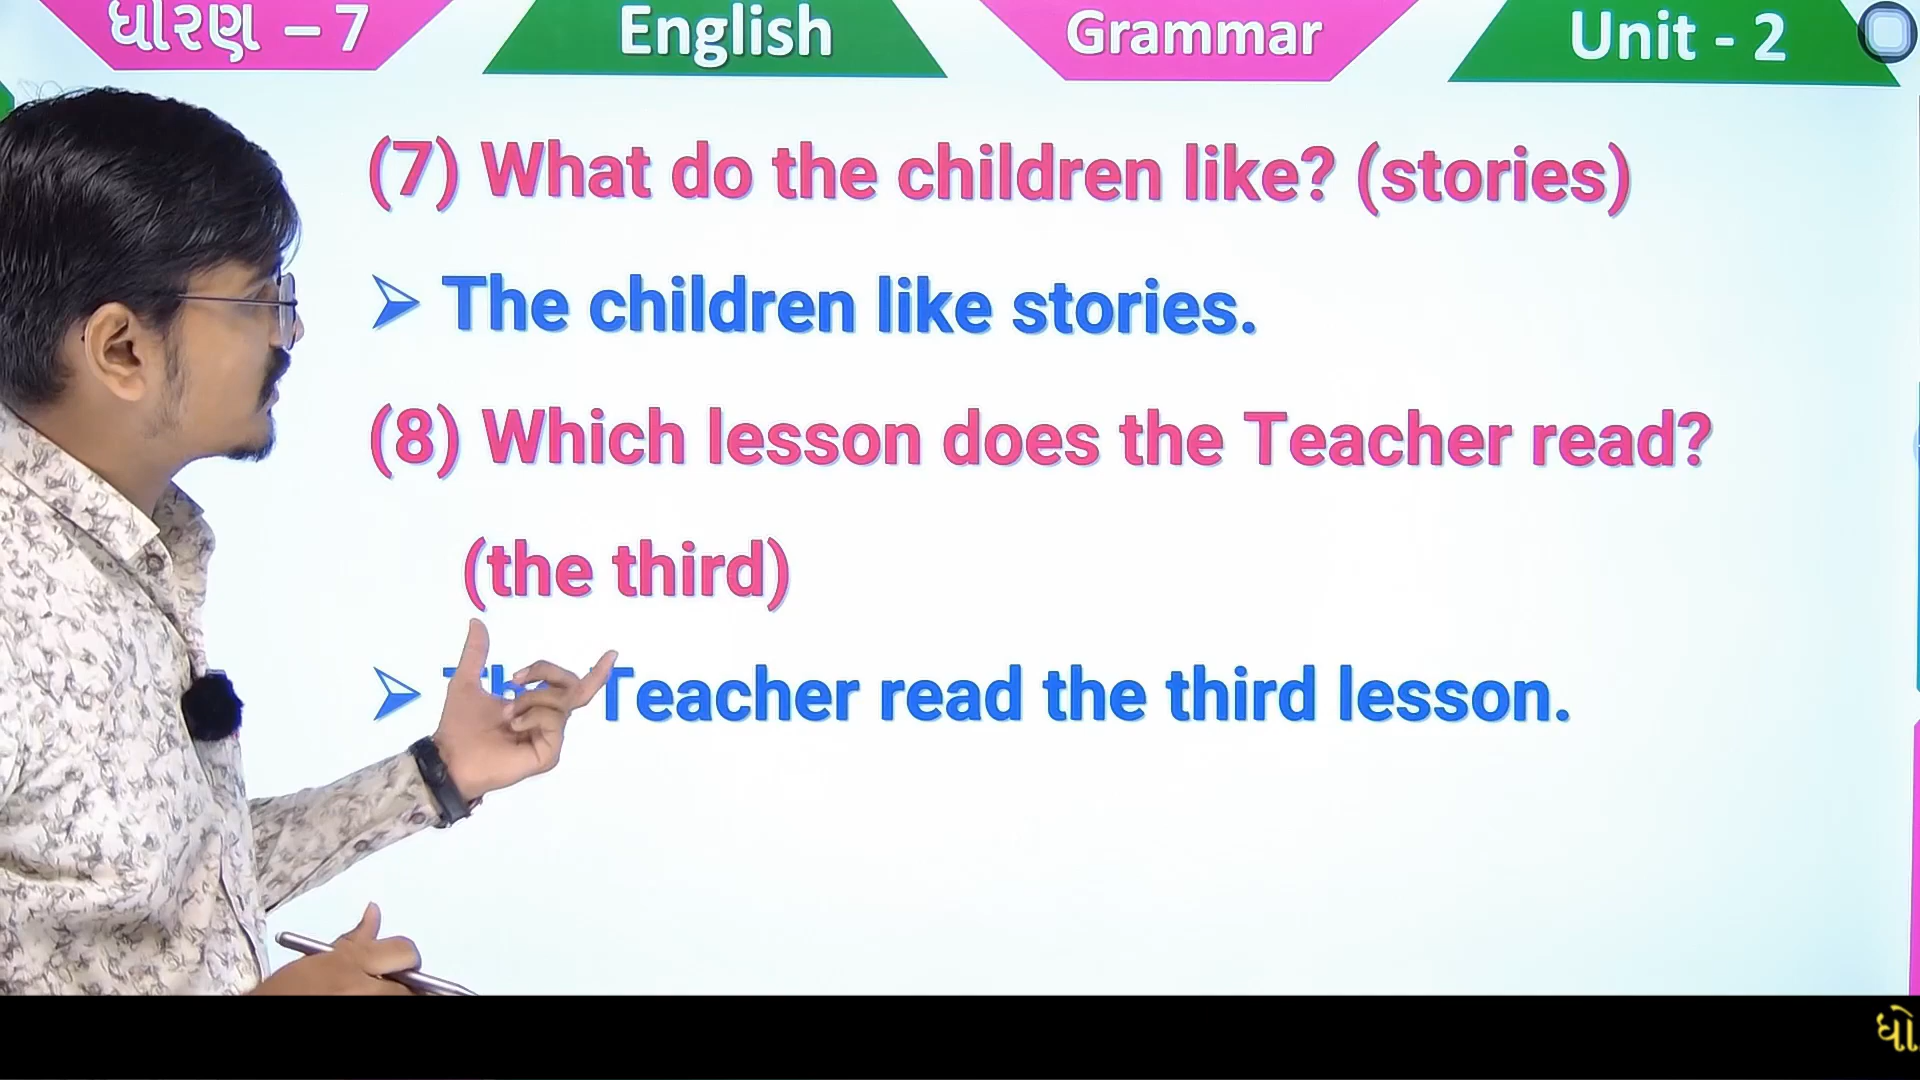 ધોરણ – 7 English Grammar Unit - 2
(7) What do the children like? (stories)
➢ The children like stories.
(8) Which lesson does the Teacher read?
(the third)
➢ The Teacher read the third lesson.
ધો